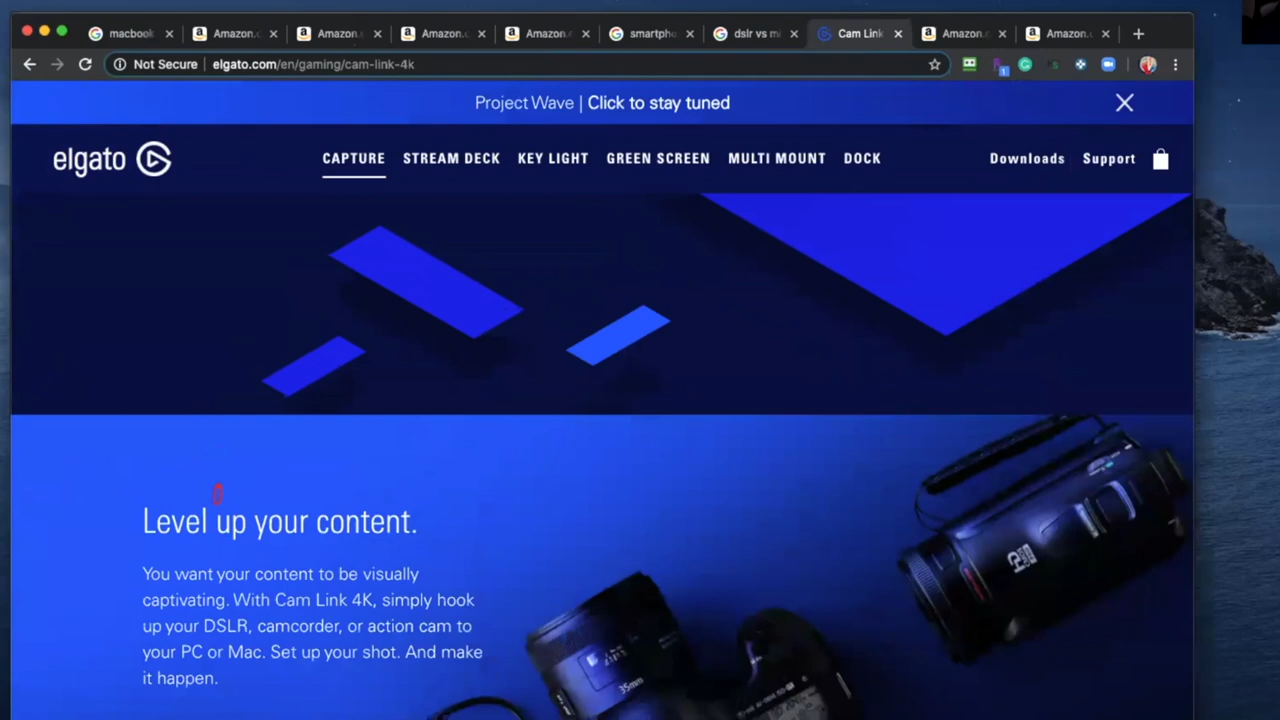 macbook
Amazon.c
Amazon.
Amazon.c
Amazon.
smartpho
dslr vs mi
Cam Link
Amazon.
Amazon.c
Not Secure
elgato.com/en/gaming/cam-link-4k
1
Project Wave | Click to stay tuned
elgato
CAPTURE
STREAM DECK
KEY LIGHT
GREEN SCREEN
MULTI MOUNT
DOCK
Downloads
Support
Level up your content.
You want your content to be visually
captivating. With Cam Link 4K, simply hook
up your DSLR, camcorder, or action cam to
your PC or Mac. Set up your shot. And make
it happen.
35mm